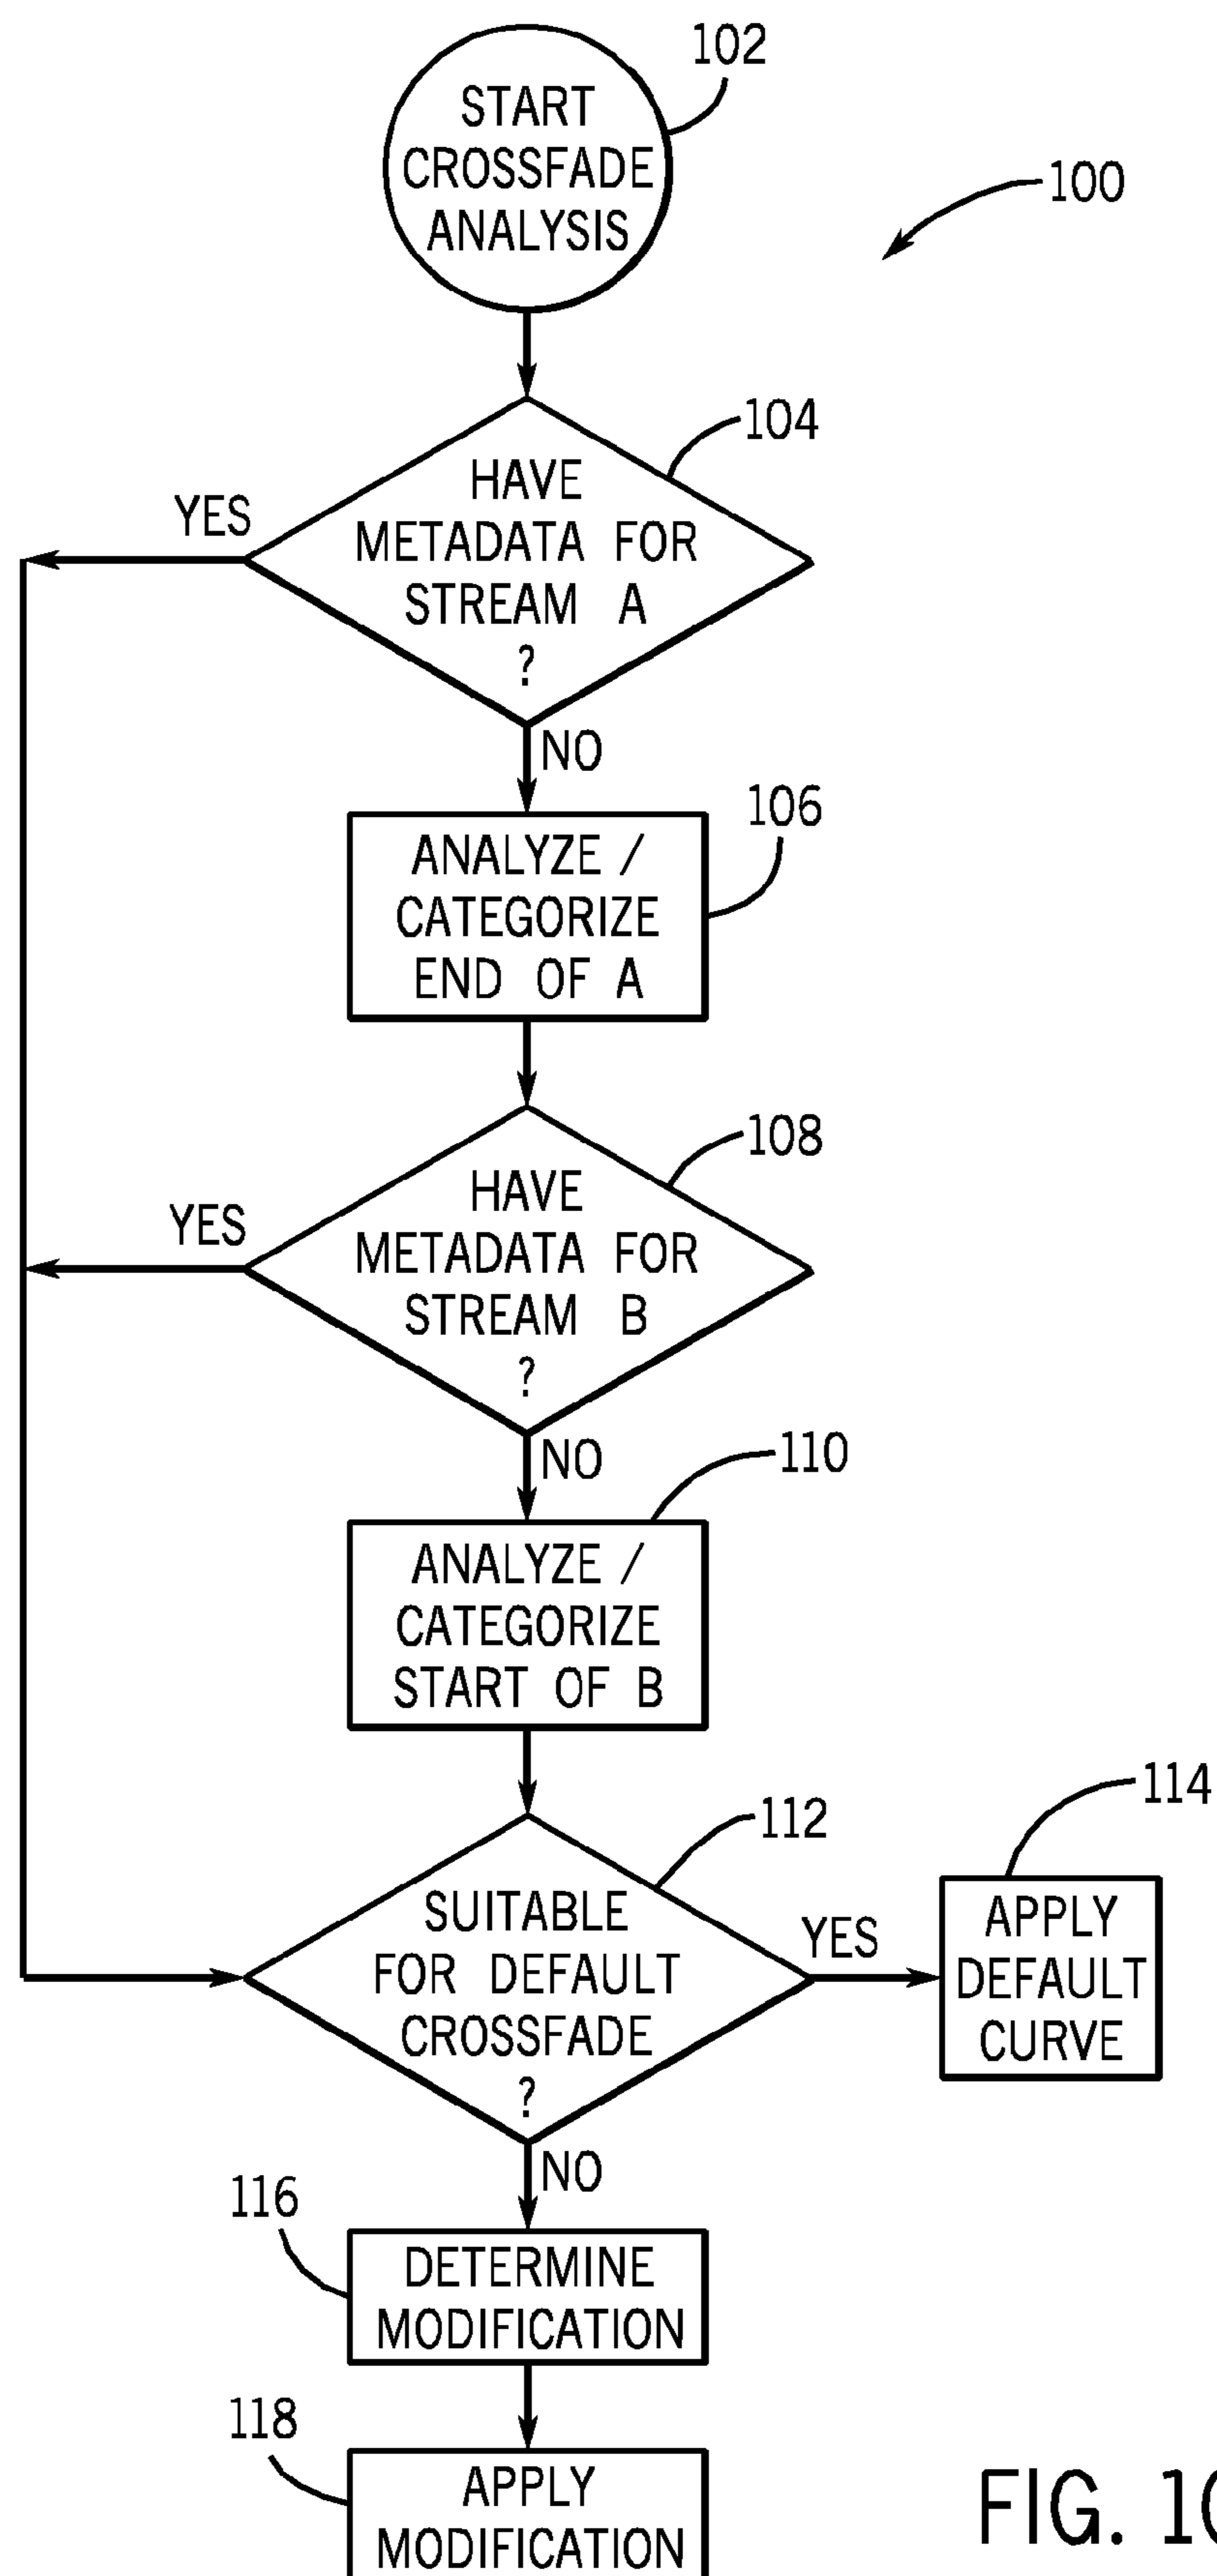 102
START
CROSSFADE
ANALYSIS
100
104
HAVE
METADATA FOR
STREAM A
?
YES
NO
106
ANALYZE /
CATEGORIZE
END OF A
108
HAVE
METADATA FOR
STREAM B
?
YES
NO
110
ANALYZE /
CATEGORIZE
START OF B
112
SUITABLE
FOR DEFAULT
CROSSFADE
?
YES
114
APPLY
DEFAULT
CURVE
NO
116
DETERMINE
MODIFICATION
118
APPLY
MODIFICATION
FIG.